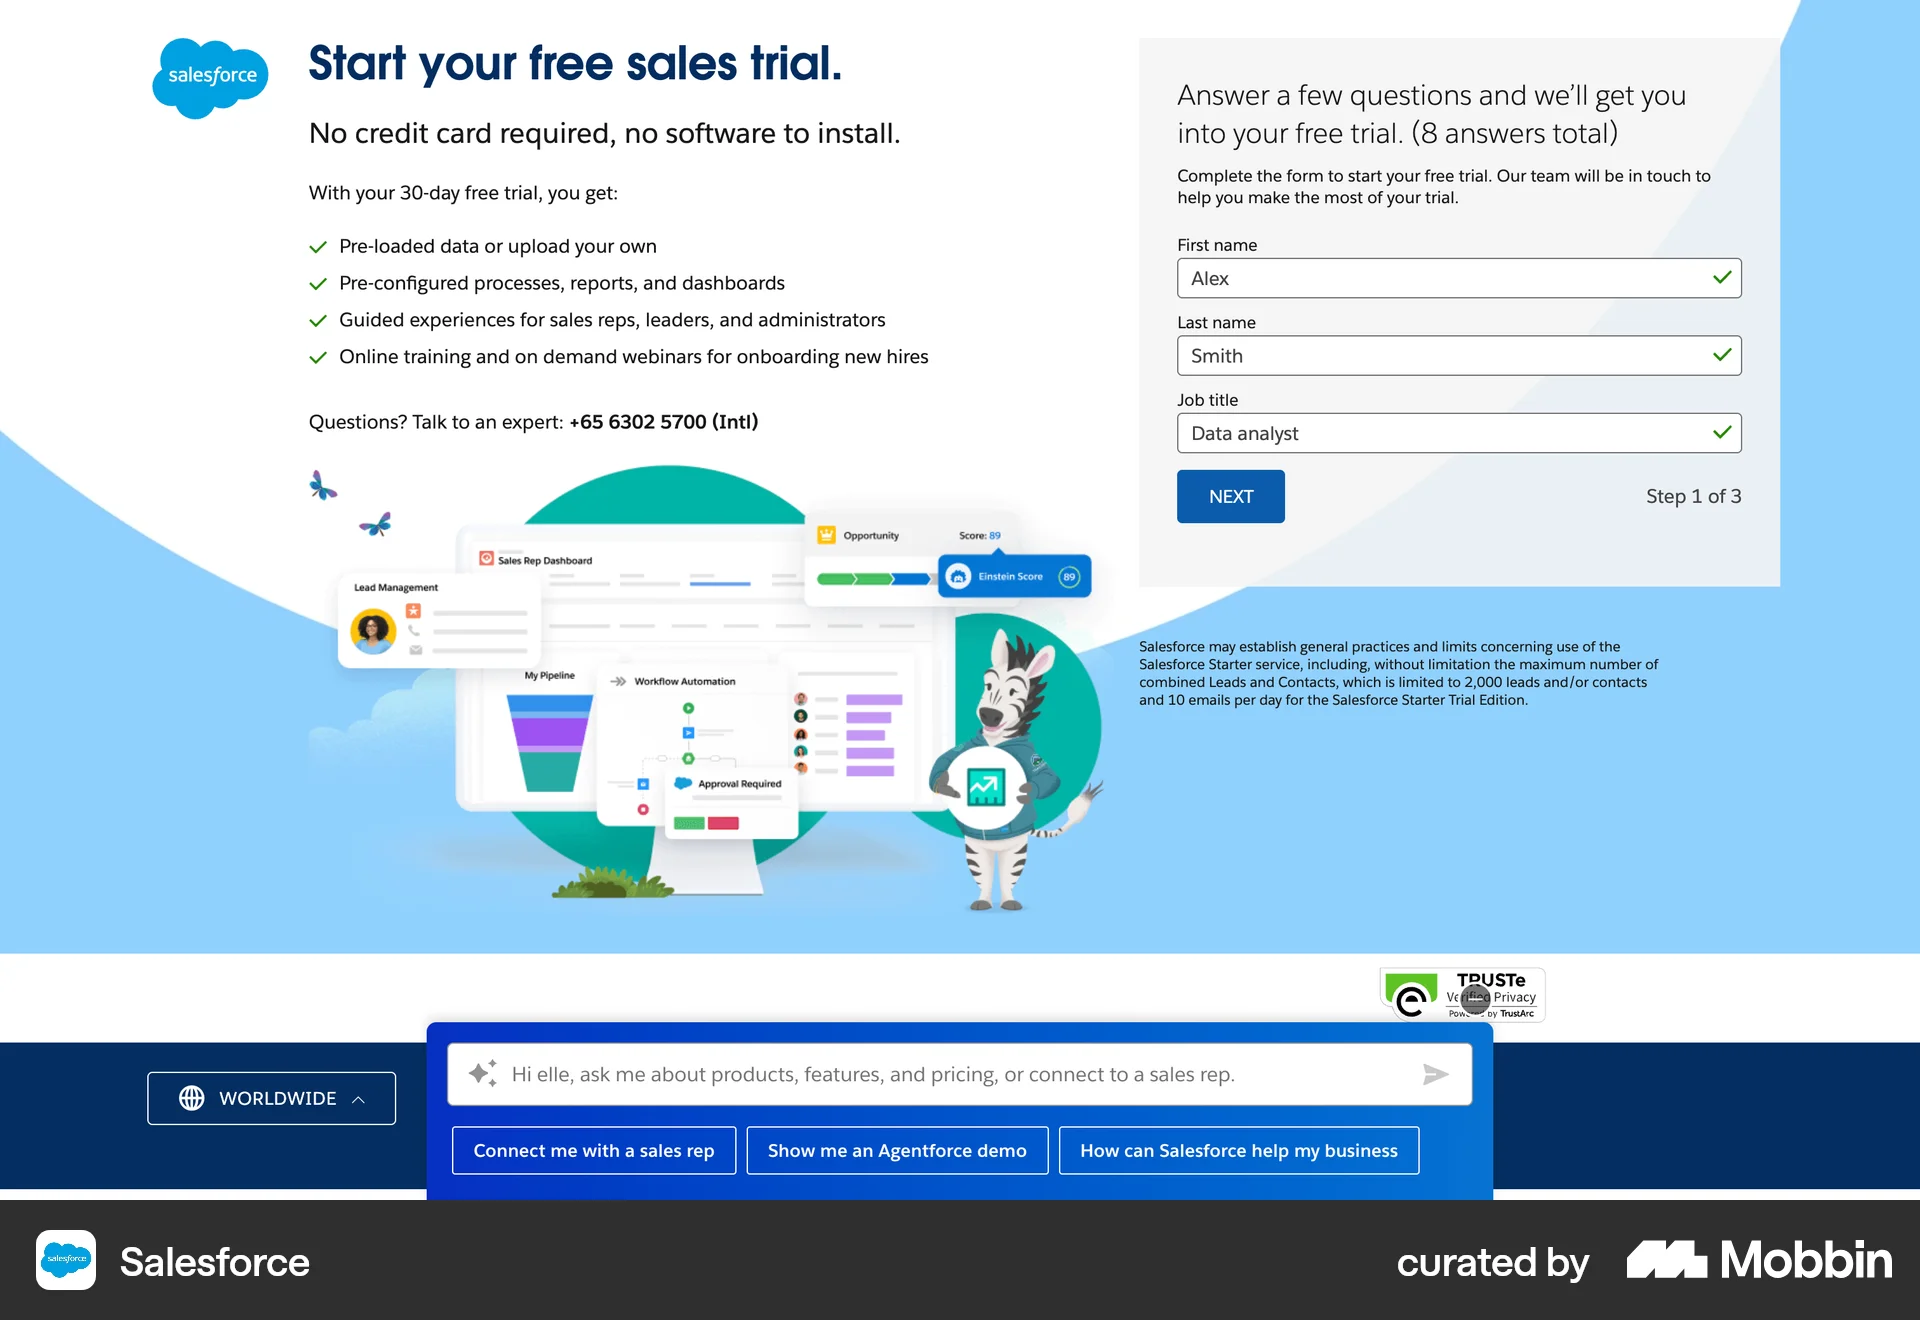 salesforce
Start your free sales trial.
No credit card required, no software to install.
With your 30-day free trial, you get:
Pre-loaded data or upload your own
Pre-configured processes, reports, and dashboards
Guided experiences for sales reps, leaders, and administrators
Online training and on demand webinars for onboarding new hires
Questions? Talk to an expert: +65 6302 5700 (Intl)
Opportunity
Score: 89
Einstein Score
89
Sales Rep Dashboard
Lead Management
My Pipeline
Workflow Automation
Approval Required
Answer a few questions and we'll get you
into your free trial. (8 answers total)
Complete the form to start your free trial. Our team will be in touch to
help you make the most of your trial.
First name
Alex
Last name
Smith
Job title
Data analyst
NEXT
Step 1 of 3
Salesforce may establish general practices and limits concerning use of the
Salesforce Starter service, including, without limitation the maximum number of
combined Leads and Contacts, which is limited to 2,000 leads and/or contacts
and 10 emails per day for the Salesforce Starter Trial Edition.
TRUSTe
Verified Privacy
Powered by TrustArc
WORLDWIDE
Hi elle, ask me about products, features, and pricing, or connect to a sales rep.
Connect me with a sales rep
Show me an Agentforce demo
How can Salesforce help my business
salesforce
Salesforce
curated by
Mobbin